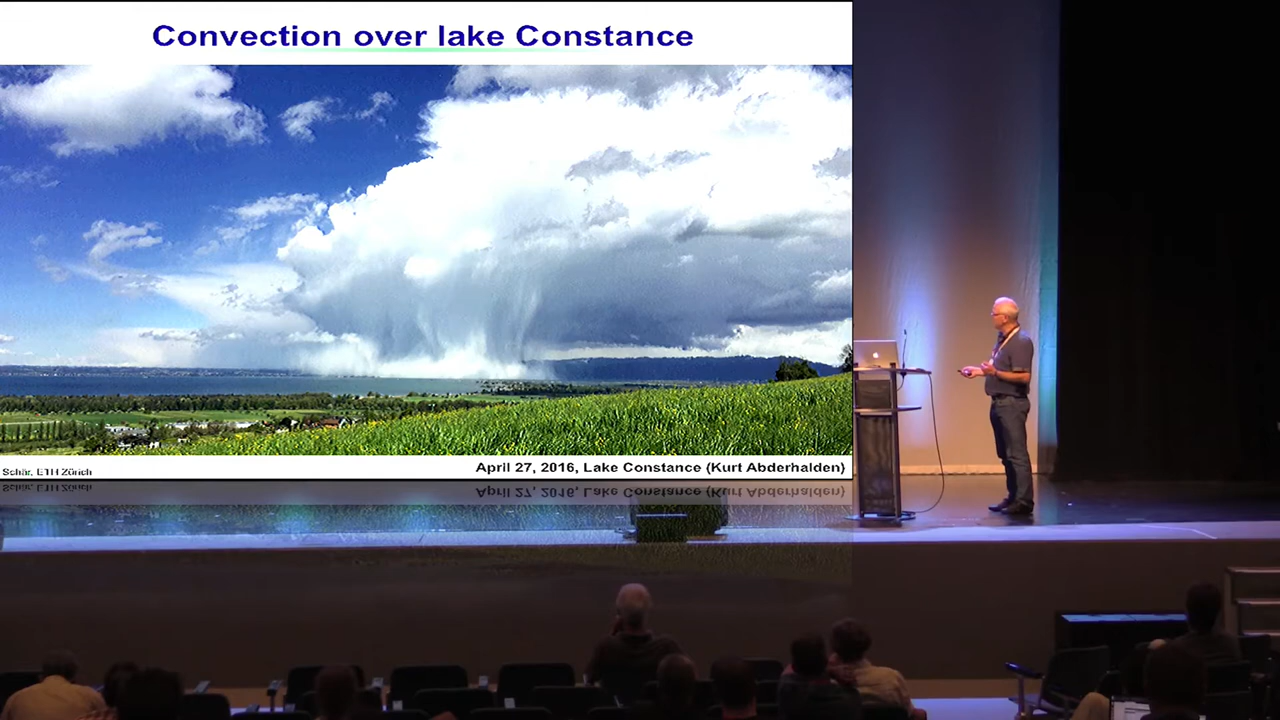 Convection over lake Constance
Schär, ETH Zürich
April 27, 2016, Lake Constance (Kurt Abderhalden)